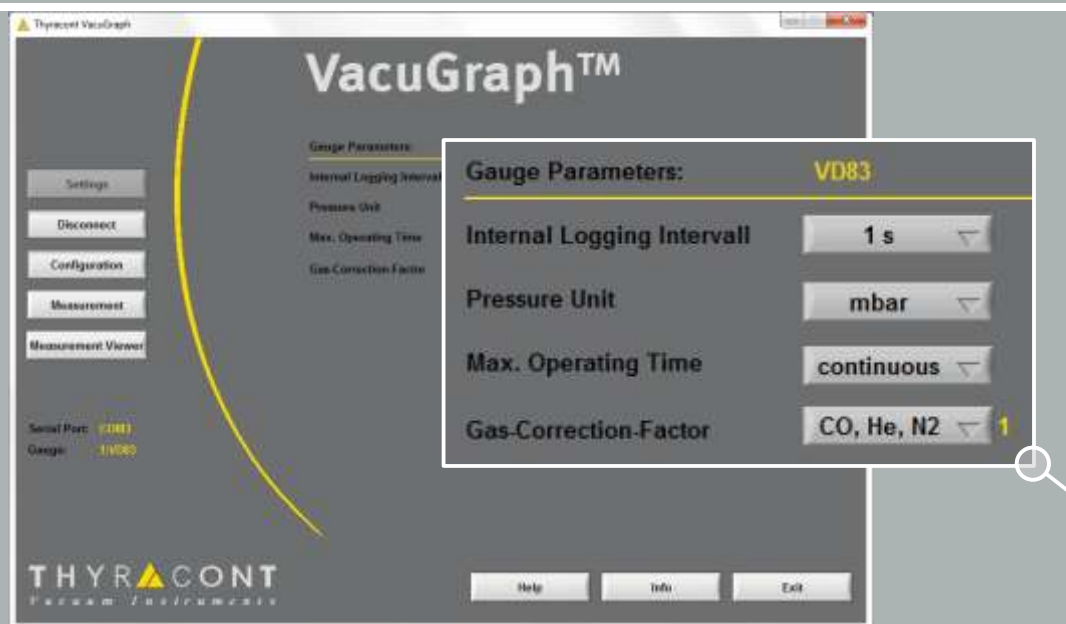 Thyracont VacuGraph
VacuGraph™
Gauge Parameters:
Internal Logging Interval
Pressure Unit
Max. Operating Time
Gas-Correction-Factor
Gauge Parameters: VD83
Internal Logging Intervall 1 s
Pressure Unit mbar
Max. Operating Time continuous
Gas-Correction-Factor CO, He, N2 1
Settings
Disconnect
Configuration
Measurement
Measurement Viewer
Serial Port:
Gauge: 1:VD83
THYRACONT
Vacuum Instruments
Help Info Exit